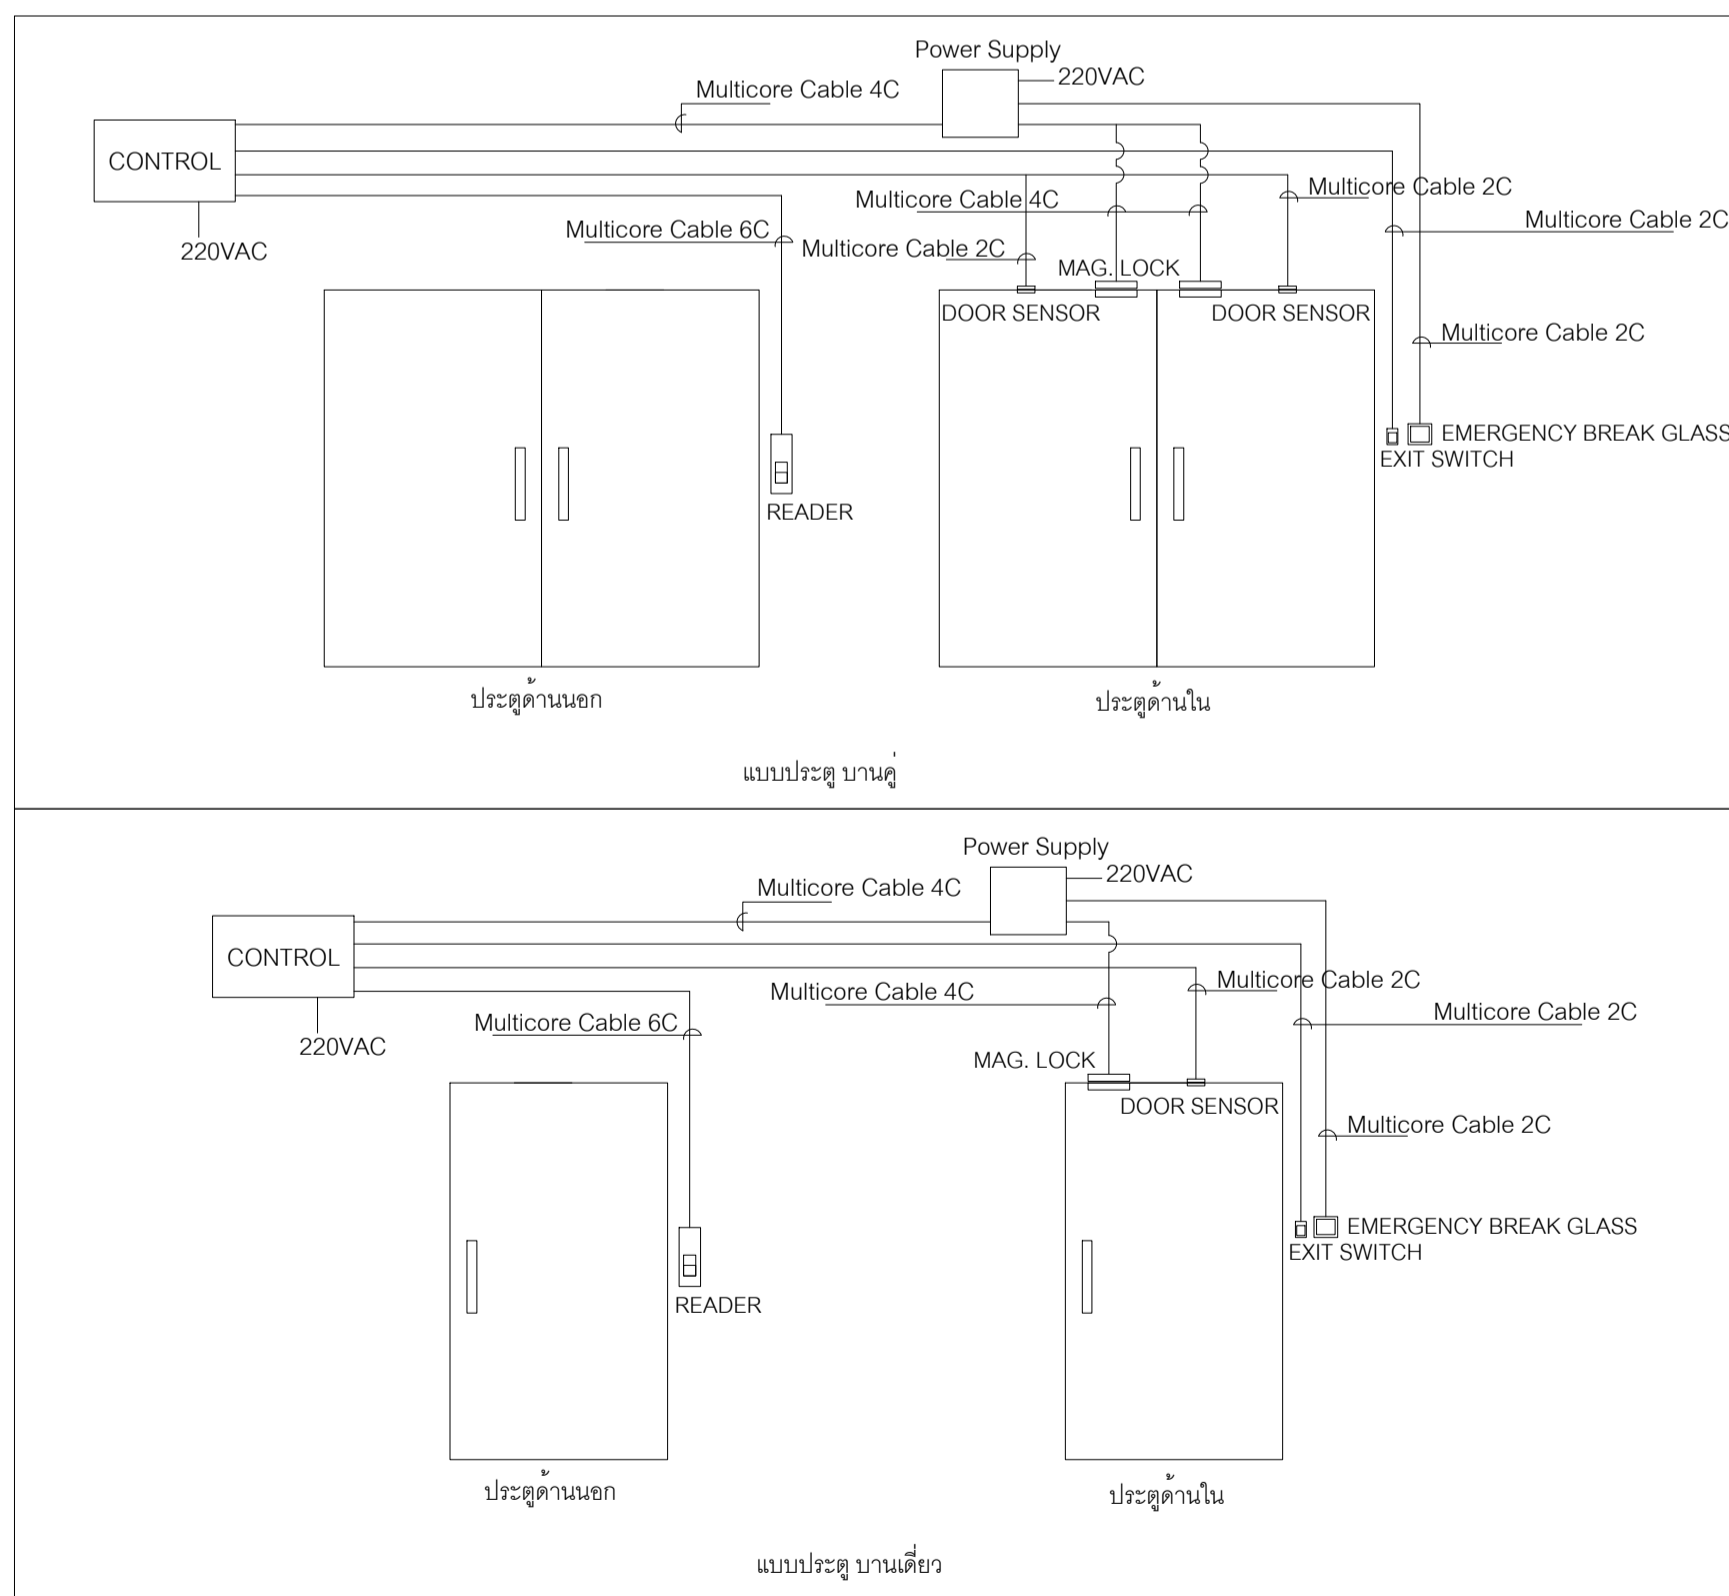 Power Supply
220VAC
Multicore Cable 4C
CONTROL
Multicore Cable 2C
Multicore Cable 4C
Multicore Cable 2C
Multicore Cable 6C
Multicore Cable 2C
220VAC
MAG. LOCK
DOOR SENSOR
DOOR SENSOR
Multicore Cable 2C
EMERGENCY BREAK GLASS
EXIT SWITCH
READER
ประตูด้านนอก
ประตูด้านใน
แบบประตู บานคู่
Power Supply
220VAC
Multicore Cable 4C
CONTROL
Multicore Cable 2C
Multicore Cable 4C
Multicore Cable 2C
Multicore Cable 6C
220VAC
MAG. LOCK
DOOR SENSOR
Multicore Cable 2C
EMERGENCY BREAK GLASS
EXIT SWITCH
READER
ประตูด้านนอก
ประตูด้านใน
แบบประตู บานเดี่ยว